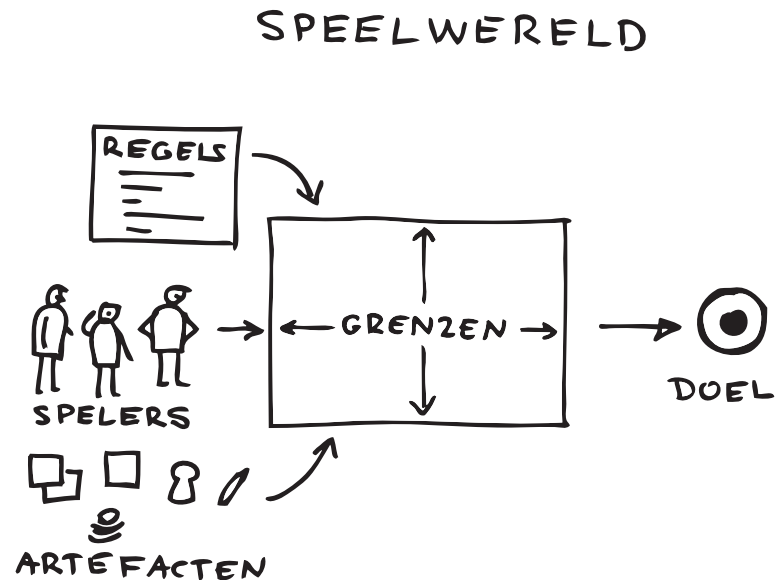 SPEELWERELD
REGELS
GRENZEN
SPELERS
DOEL
ARTEFACTEN